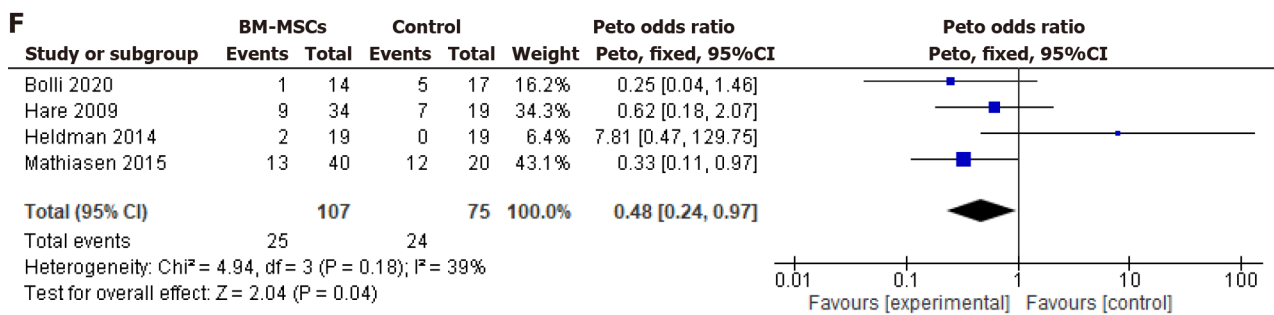 F
BM-MSCs Control Peto odds ratio Peto odds ratio
Study or subgroup Events Total Events Total Weight Peto, fixed, 95%CI Peto, fixed, 95%CI
Bolli 2020 1 14 5 17 16.2% 0.25 [0.04, 1.46]
Hare 2009 9 34 7 19 34.3% 0.62 [0.18, 2.07]
Heldman 2014 2 19 0 19 6.4% 7.81 [0.47, 129.75]
Mathiasen 2015 13 40 12 20 43.1% 0.33 [0.11, 0.97]
Total (95% CI) 107 75 100.0% 0.48 [0.24, 0.97]
Total events 25 24
Heterogeneity: Chi² = 4.94, df = 3 (P = 0.18); I² = 39%
Test for overall effect: Z = 2.04 (P = 0.04)
0.01 0.1 1 10 100
Favours [experimental] Favours [control]